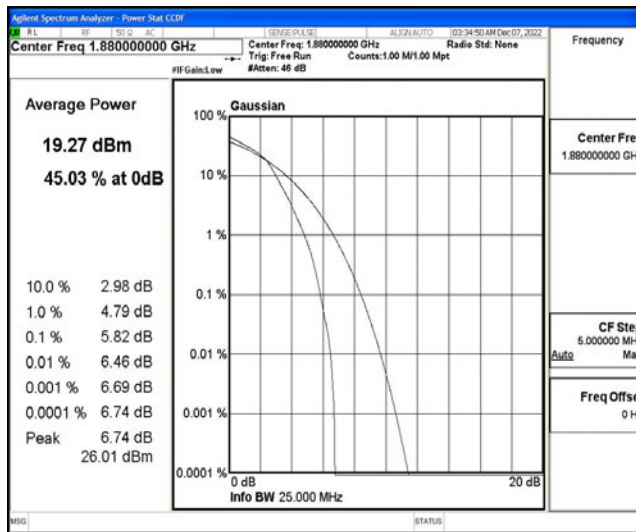 Agilent Spectrum Analyzer - Power Stat CCDF
RL RF 50 Ω AC SENSE:PULSE ALIGN AUTO 03:34:50 AM Dec 07, 2022
Center Freq 1.880000000 GHz
Center Freq: 1.880000000 GHz Radio Std: None
Trig: Free Run Counts:1.00 M/1.00 Mpt
#IFGain:Low #Atten: 46 dB
Frequency
Average Power
19.27 dBm
45.03 % at 0dB
10.0 % 2.98 dB
1.0 % 4.79 dB
0.1 % 5.82 dB
0.01 % 6.46 dB
0.001 % 6.69 dB
0.0001 % 6.74 dB
Peak 6.74 dB
26.01 dBm
Gaussian
100 %
10 %
1 %
0.1 %
0.01 %
0.001 %
0.0001 %
0 dB 20 dB
Info BW 25.000 MHz
Center Fre
1.880000000 GH
CF Ste
5.000000 MH
Auto Ma
Freq Offse
0 H
MSG STATUS